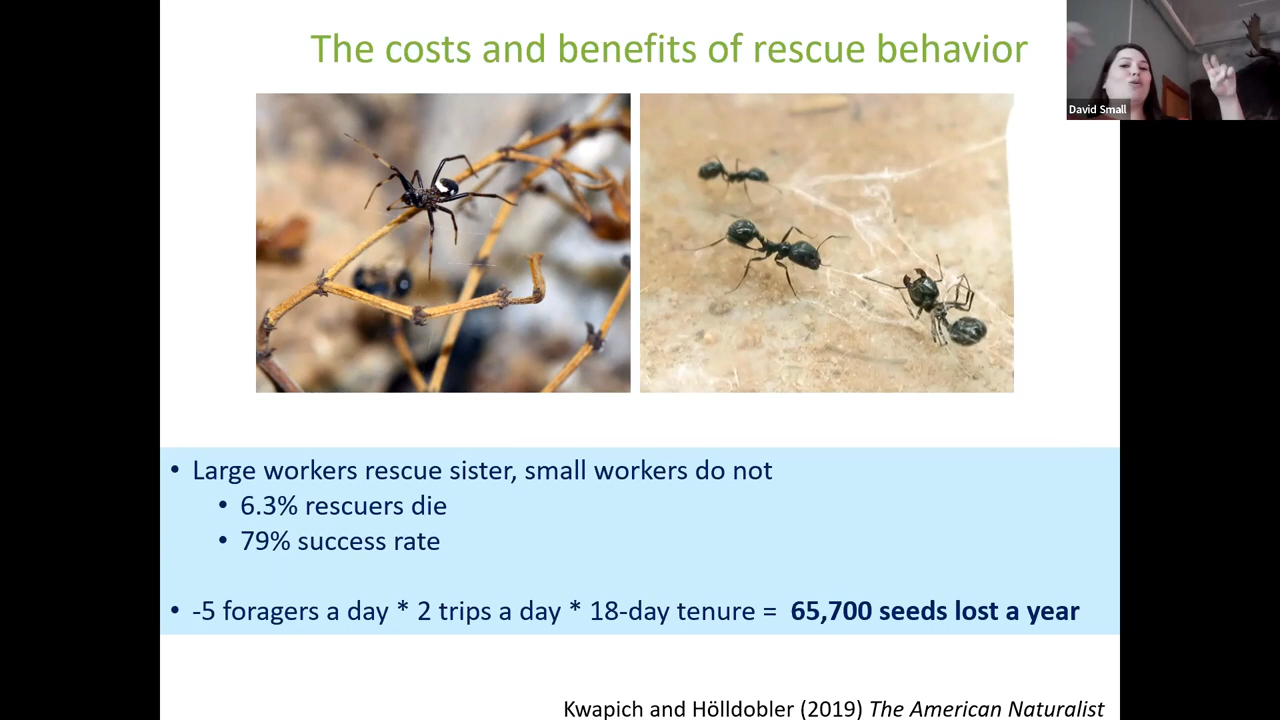 The costs and benefits of rescue behavior
David Small
• Large workers rescue sister, small workers do not
• 6.3% rescuers die
• 79% success rate
• -5 foragers a day * 2 trips a day * 18-day tenure = 65,700 seeds lost a year
Kwapich and Hölldobler (2019) The American Naturalist